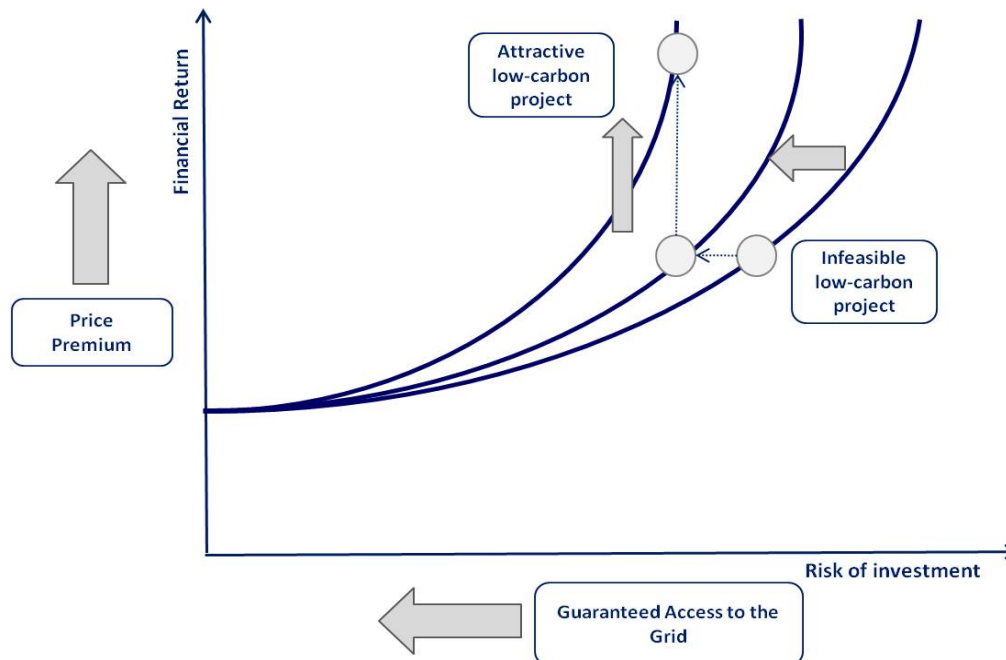 Financial Return
Attractive
low-carbon
project
Price
Premium
Infeasible
low-carbon
project
Risk of investment
Guaranteed Access to the
Grid